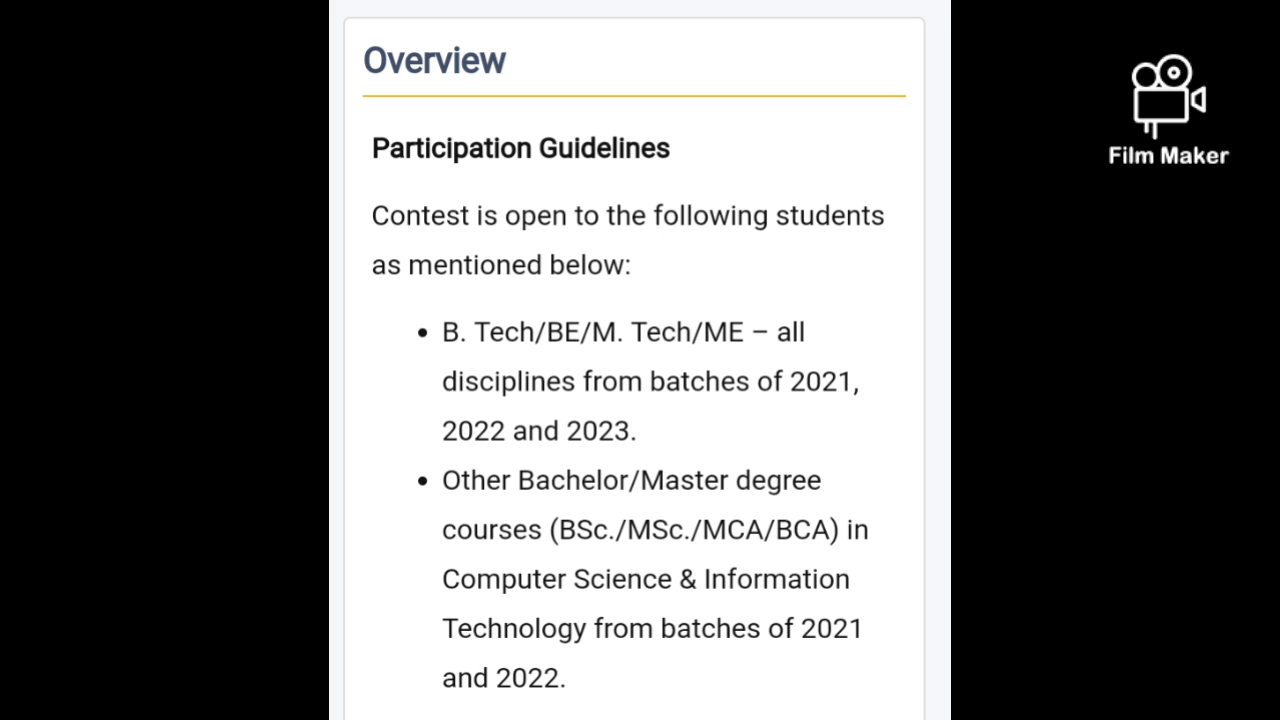 Overview
Participation Guidelines
Contest is open to the following students
as mentioned below:
• B. Tech/BE/M. Tech/ME – all
disciplines from batches of 2021,
2022 and 2023.
• Other Bachelor/Master degree
courses (BSc./MSc./MCA/BCA) in
Computer Science & Information
Technology from batches of 2021
and 2022.
Film Maker